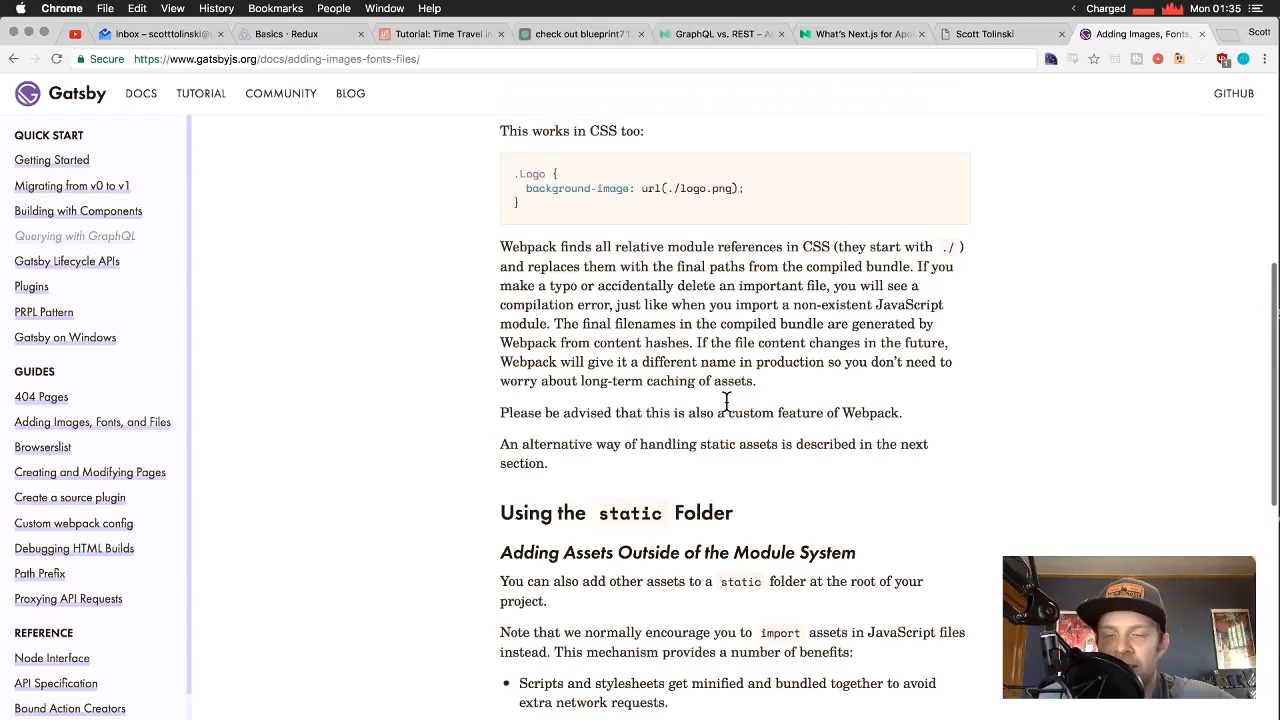 Chrome File Edit View History Bookmarks People Window Help
Charged Mon 01:35
Inbox – scotttolinski@g
Basics · Redux
Tutorial: Time Travel in
check out blueprint71
GraphQL vs. REST – Ap
What's Next.js for Apo
Scott Tolinski
Adding Images, Fonts,
Scott
Secure https://www.gatsbyjs.org/docs/adding-images-fonts-files/
Gatsby DOCS TUTORIAL COMMUNITY BLOG GITHUB
QUICK START
Getting Started
Migrating from v0 to v1
Building with Components
Querying with GraphQL
Gatsby Lifecycle APIs
Plugins
PRPL Pattern
Gatsby on Windows
GUIDES
404 Pages
Adding Images, Fonts, and Files
Browserslist
Creating and Modifying Pages
Create a source plugin
Custom webpack config
Debugging HTML Builds
Path Prefix
Proxying API Requests
REFERENCE
Node Interface
API Specification
Bound Action Creators
This works in CSS too:
.Logo {
background-image: url(./logo.png);
}
Webpack finds all relative module references in CSS (they start with ./ )
and replaces them with the final paths from the compiled bundle. If you
make a typo or accidentally delete an important file, you will see a
compilation error, just like when you import a non-existent JavaScript
module. The final filenames in the compiled bundle are generated by
Webpack from content hashes. If the file content changes in the future,
Webpack will give it a different name in production so you don't need to
worry about long-term caching of assets.
Please be advised that this is also a custom feature of Webpack.
An alternative way of handling static assets is described in the next
section.
Using the static Folder
Adding Assets Outside of the Module System
You can also add other assets to a static folder at the root of your
project.
Note that we normally encourage you to import assets in JavaScript files
instead. This mechanism provides a number of benefits:
• Scripts and stylesheets get minified and bundled together to avoid
extra network requests.